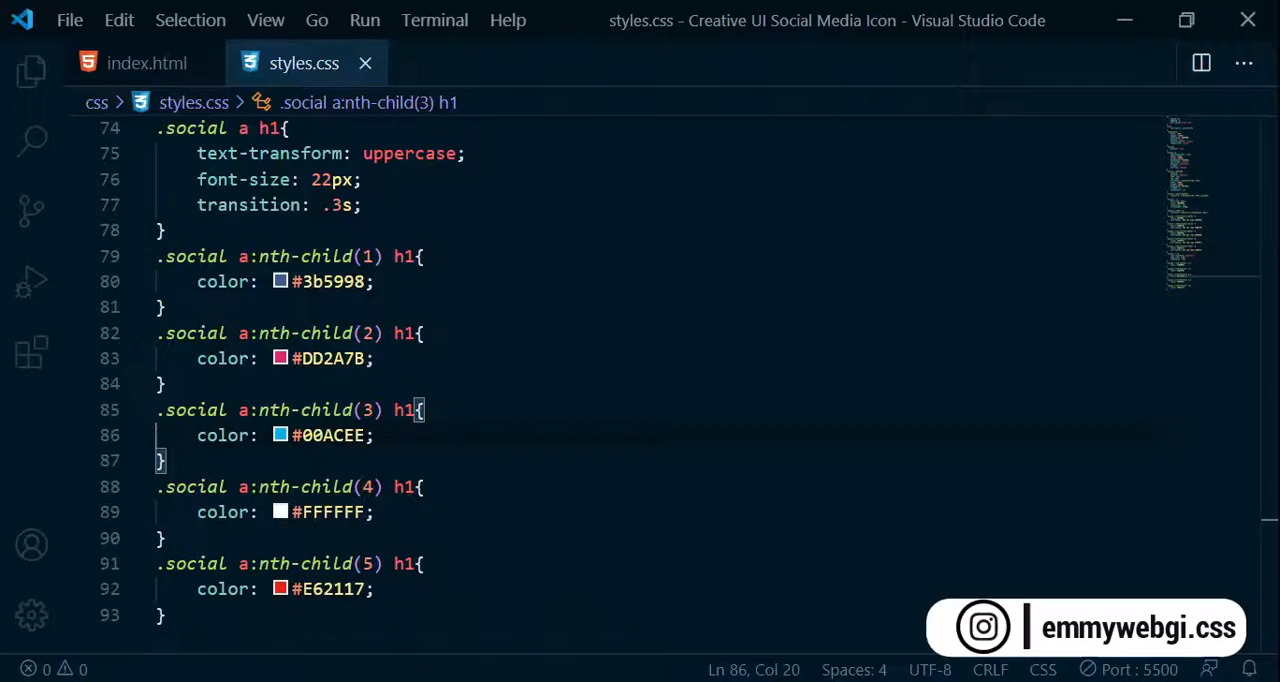 File Edit Selection View Go Run Terminal Help styles.css - Creative UI Social Media Icon - Visual Studio Code
index.html styles.css
css > styles.css > .social a:nth-child(3) h1
74 .social a h1{
75 text-transform: uppercase;
76 font-size: 22px;
77 transition: .3s;
78 }
79 .social a:nth-child(1) h1{
80 color: #3b5998;
81 }
82 .social a:nth-child(2) h1{
83 color: #DD2A7B;
84 }
85 .social a:nth-child(3) h1{
86 color: #00ACEE;
87 }
88 .social a:nth-child(4) h1{
89 color: #FFFFFF;
90 }
91 .social a:nth-child(5) h1{
92 color: #E62117;
93 }
emmywebgi.css
0 0 Ln 86, Col 20 Spaces: 4 UTF-8 CRLF CSS Port : 5500